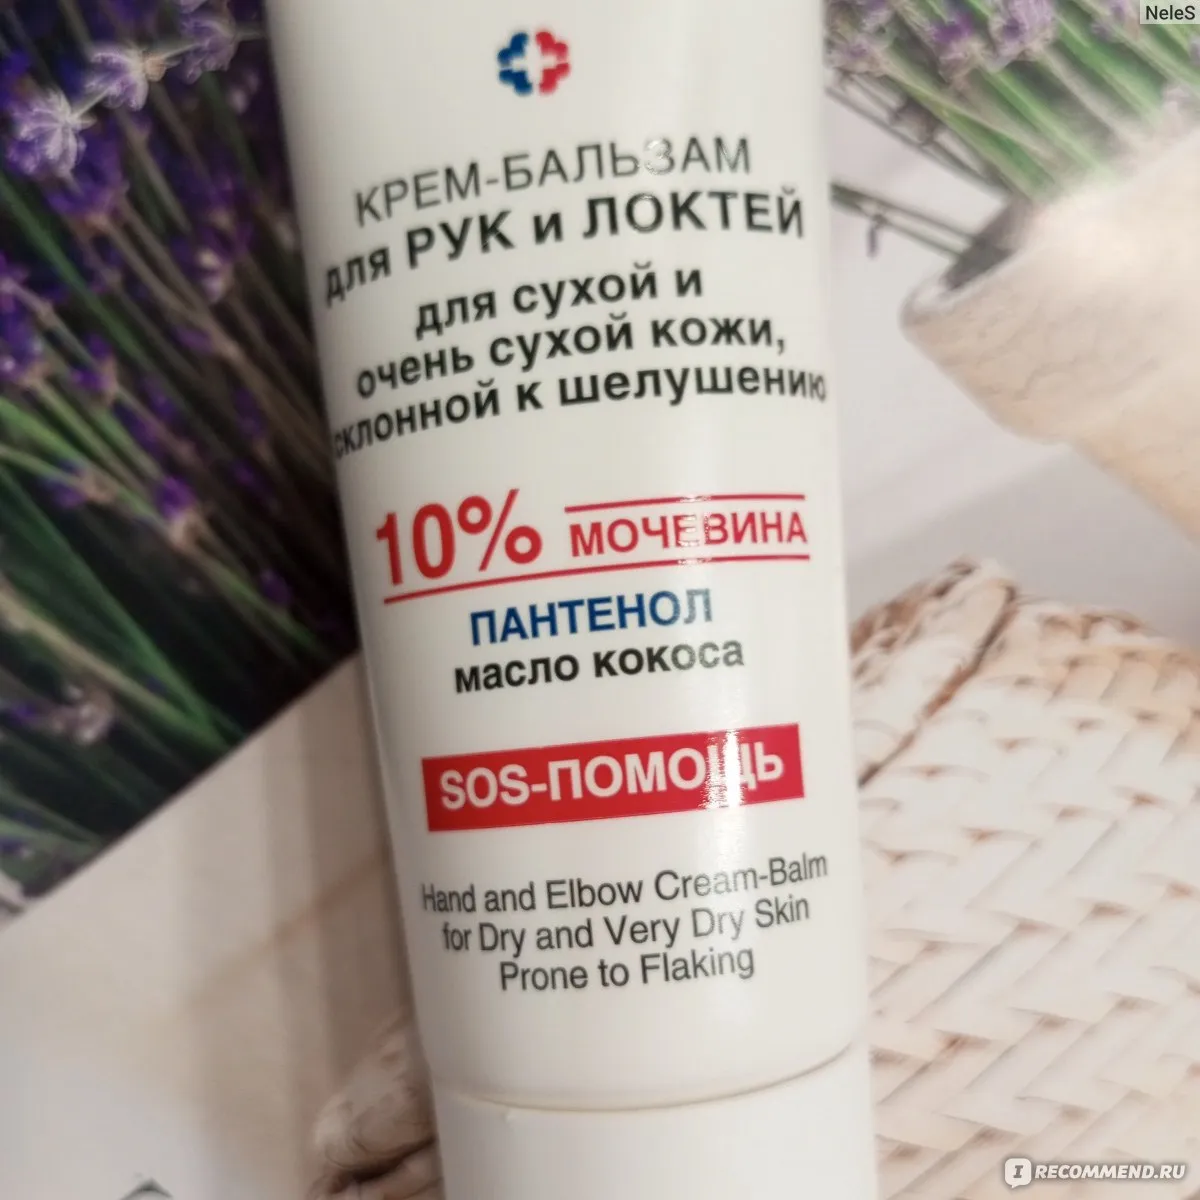 NeleS
КРЕМ-БАЛЬЗАМ
для РУК и ЛОКТЕЙ
для сухой и
очень сухой кожи,
склонной к шелушению
10% МОЧЕВИНА
ПАНТЕНОЛ
масло кокоса
SOS-ПОМОЩЬ
Hand and Elbow Cream-Balm
for Dry and Very Dry Skin
Prone to Flaking
I RECOMMEND.RU